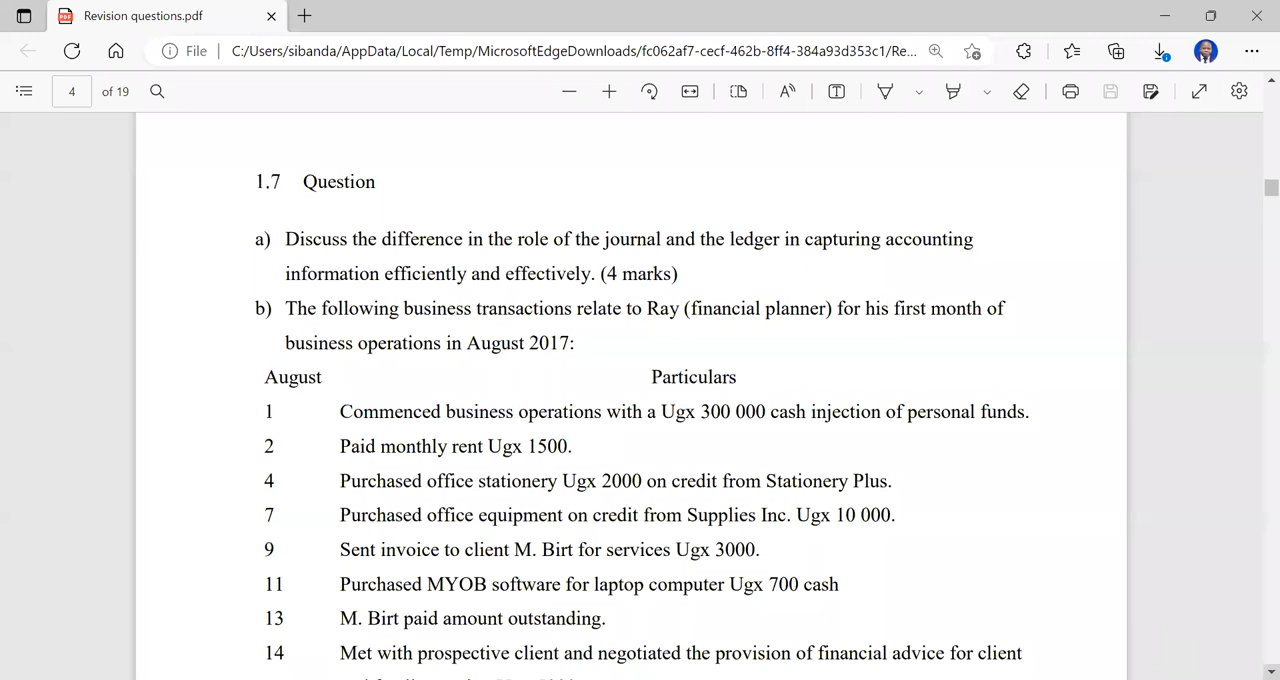 Revision questions.pdf
File
C:/Users/sibanda/AppData/Local/Temp/MicrosoftEdgeDownloads/fc062af7-cecf-462b-8ff4-384a93d353c1/Re...
4 of 19
1.7 Question
a) Discuss the difference in the role of the journal and the ledger in capturing accounting
information efficiently and effectively. (4 marks)
b) The following business transactions relate to Ray (financial planner) for his first month of
business operations in August 2017:
August Particulars
1 Commenced business operations with a Ugx 300 000 cash injection of personal funds.
2 Paid monthly rent Ugx 1500.
4 Purchased office stationery Ugx 2000 on credit from Stationery Plus.
7 Purchased office equipment on credit from Supplies Inc. Ugx 10 000.
9 Sent invoice to client M. Birt for services Ugx 3000.
11 Purchased MYOB software for laptop computer Ugx 700 cash
13 M. Birt paid amount outstanding.
14 Met with prospective client and negotiated the provision of financial advice for client